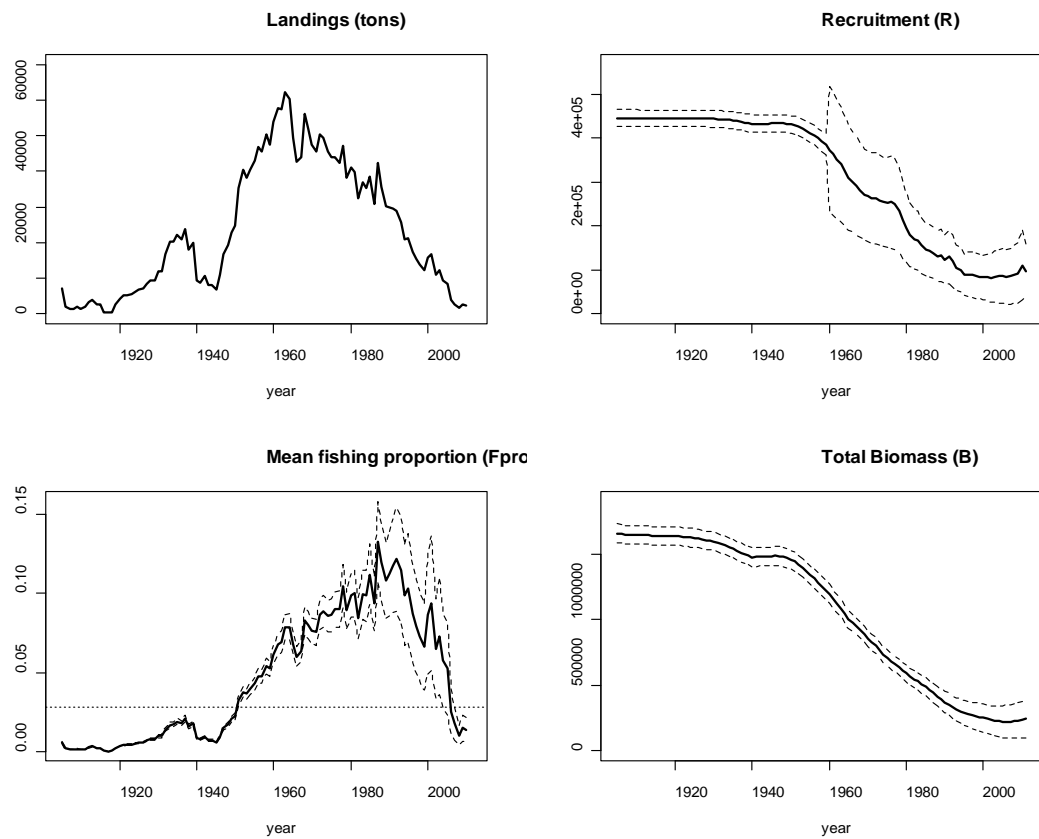 Landings (tons)
60000
40000
20000
0
1920 1940 1960 1980 2000
year
Recruitment (R)
4e+05
2e+05
0e+00
1920 1940 1960 1980 2000
year
Mean fishing proportion (Fpro
0.15
0.10
0.05
0.00
1920 1940 1960 1980 2000
year
Total Biomass (B)
1000000
500000
0
1920 1940 1960 1980 2000
year